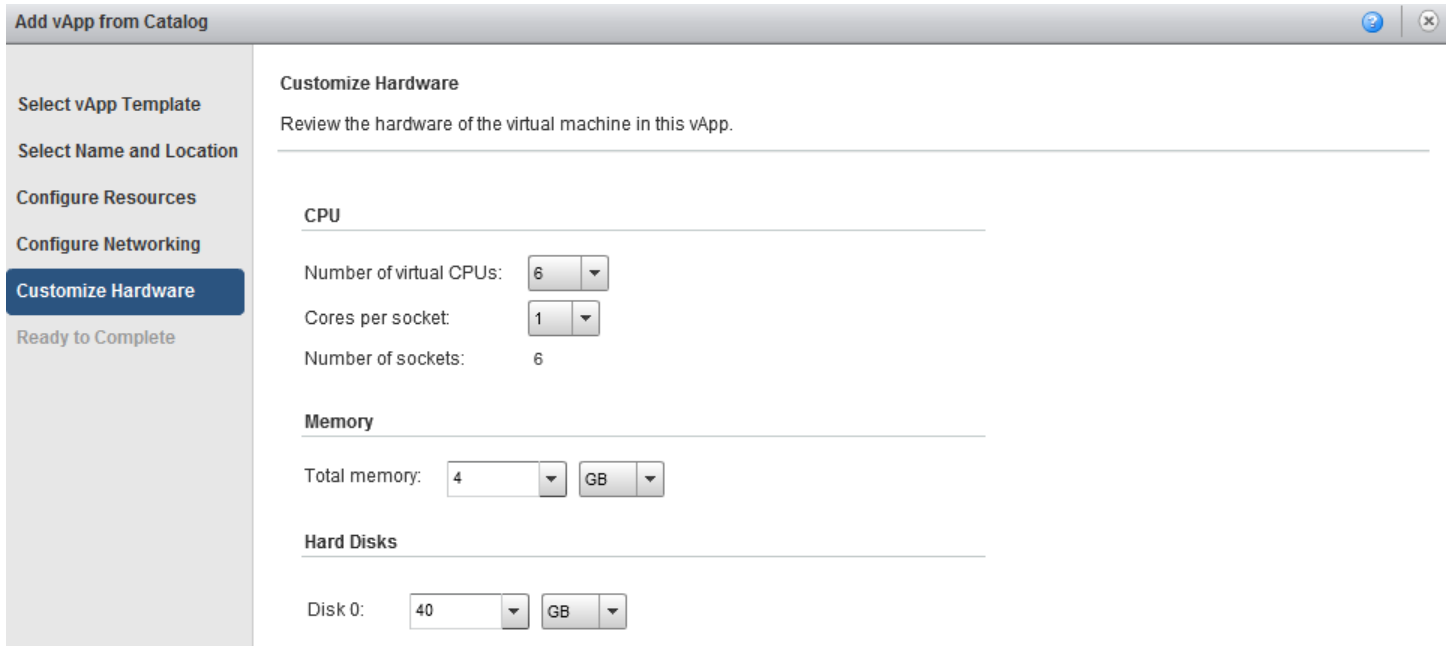 Add vApp from Catalog
Select vApp Template
Select Name and Location
Configure Resources
Configure Networking
Customize Hardware
Ready to Complete
Customize Hardware
Review the hardware of the virtual machine in this vApp.
CPU
Number of virtual CPUs: 6
Cores per socket: 1
Number of sockets: 6
Memory
Total memory: 4 GB
Hard Disks
Disk 0: 40 GB